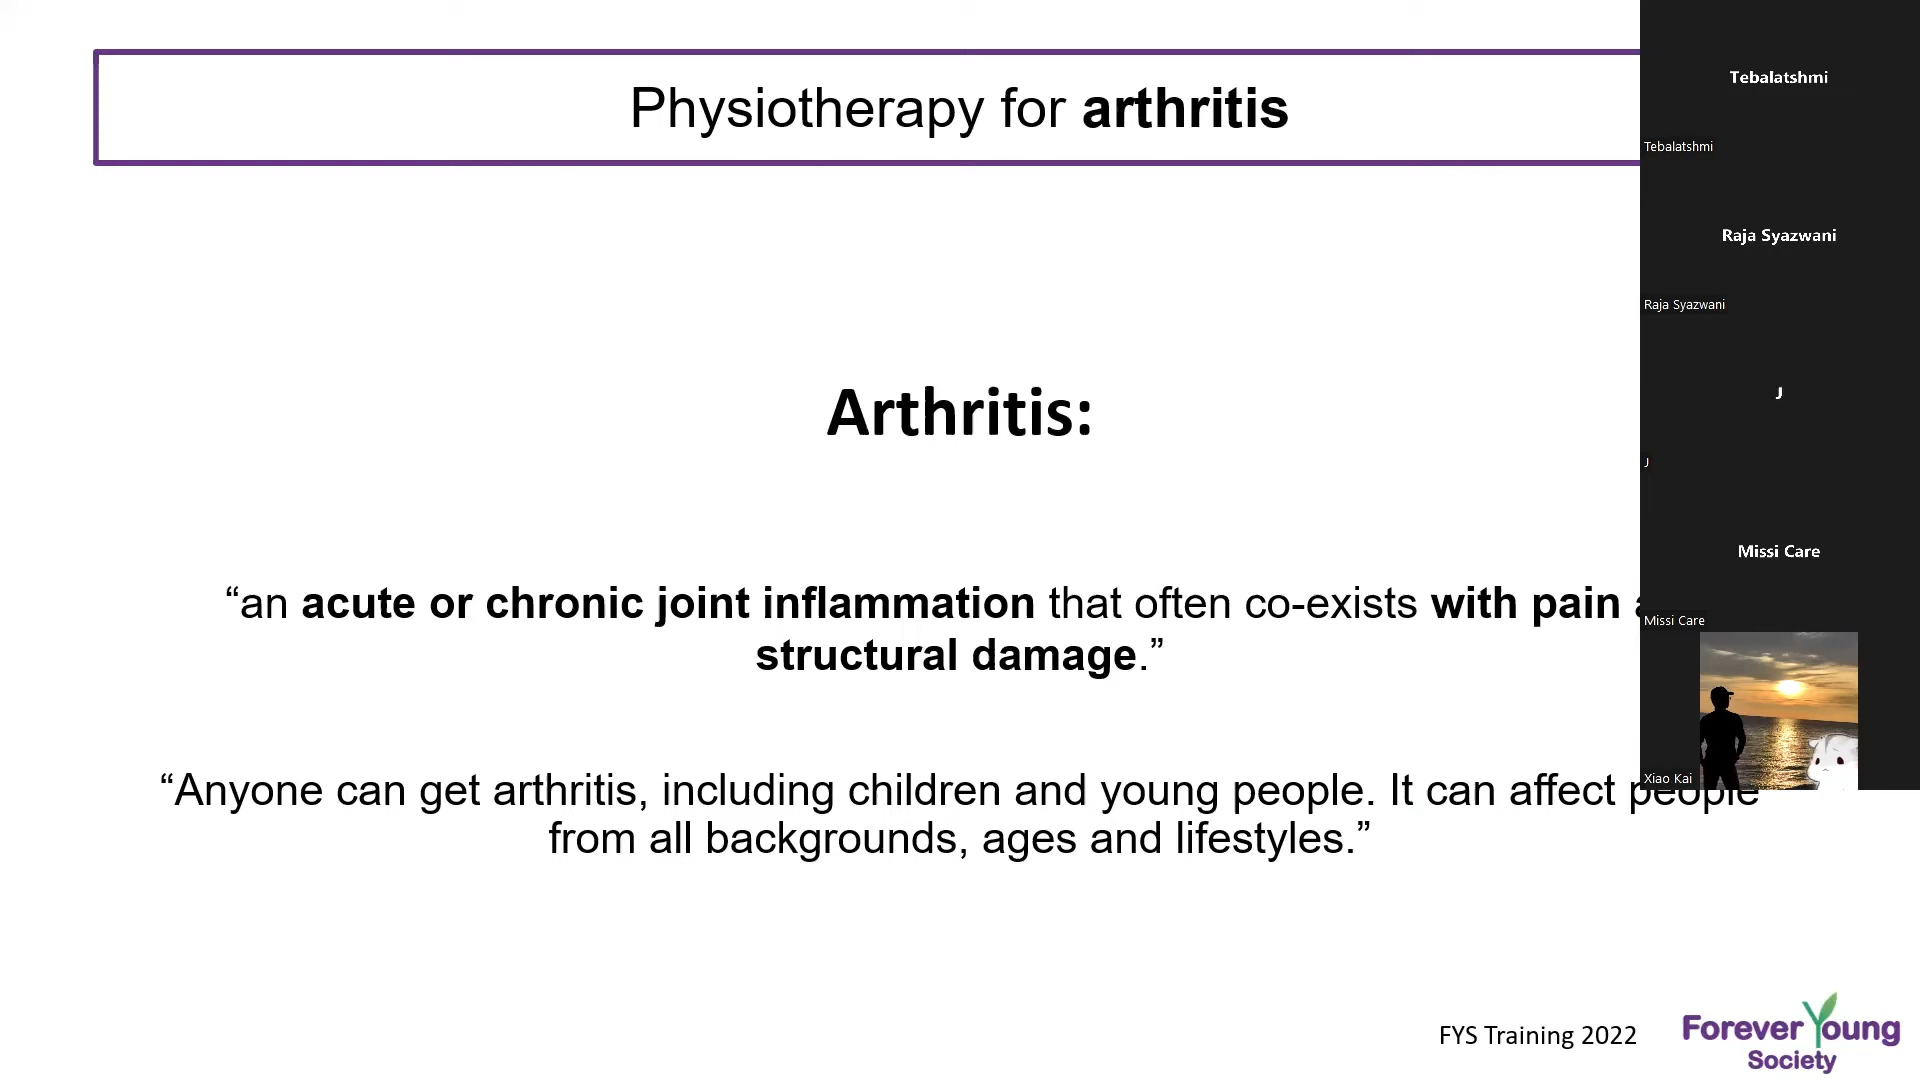 Physiotherapy for arthritis
Arthritis:
“an acute or chronic joint inflammation that often co-exists with pain
structural damage.”
“Anyone can get arthritis, including children and young people. It can affect people
from all backgrounds, ages and lifestyles.”
FYS Training 2022
Forever Young
Society
Tebalatshmi
Tebalatshmi
Raja Syazwani
Raja Syazwani
J
J
Missi Care
Missi Care
Xiao Kai